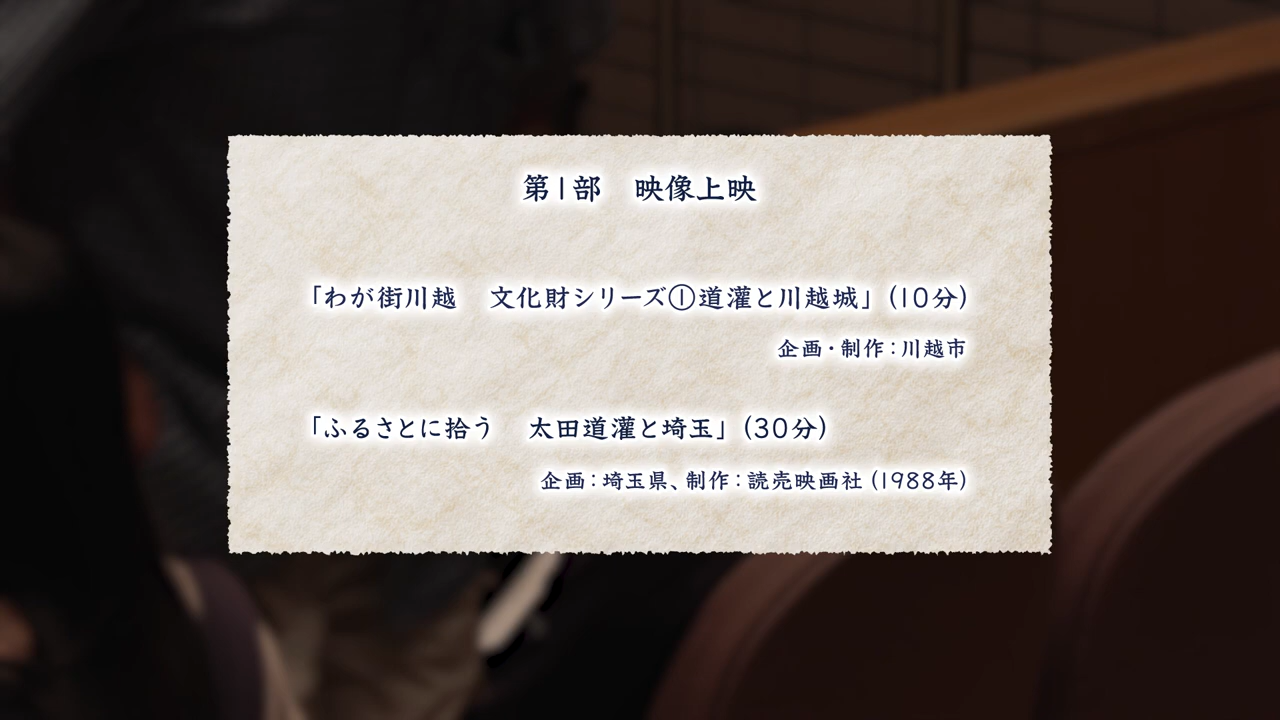 第1部　映像上映
「わが街川越　文化財シリーズ①道灌と川越城」(10分)
企画・制作：川越市
「ふるさとに拾う　太田道灌と埼玉」(30分)
企画：埼玉県、制作：読売映画社(1988年)